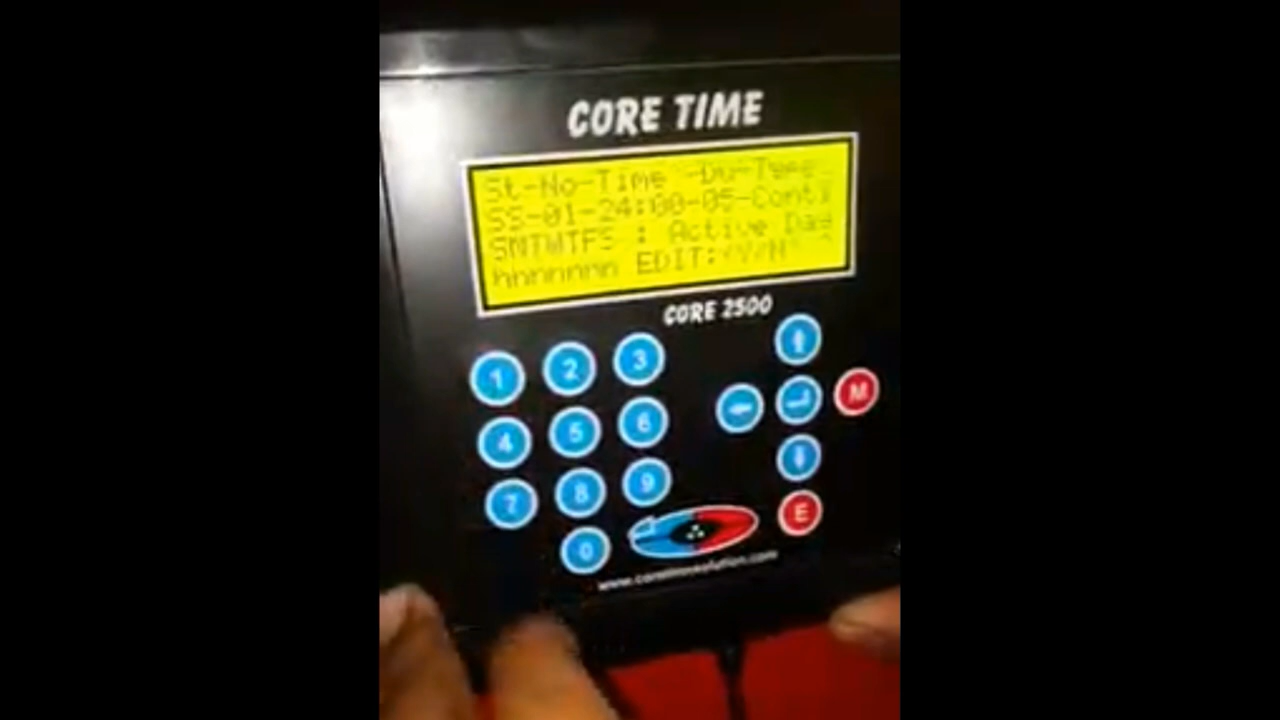 CORE TIME
St-No-Time -Du-Type
SS-01-24:00-05-Conti
SMTWTFS : Active Day
nnnnnnn EDIT:
CORE 2500
1 2 3
4 5 6 M
7 8 9
0 E